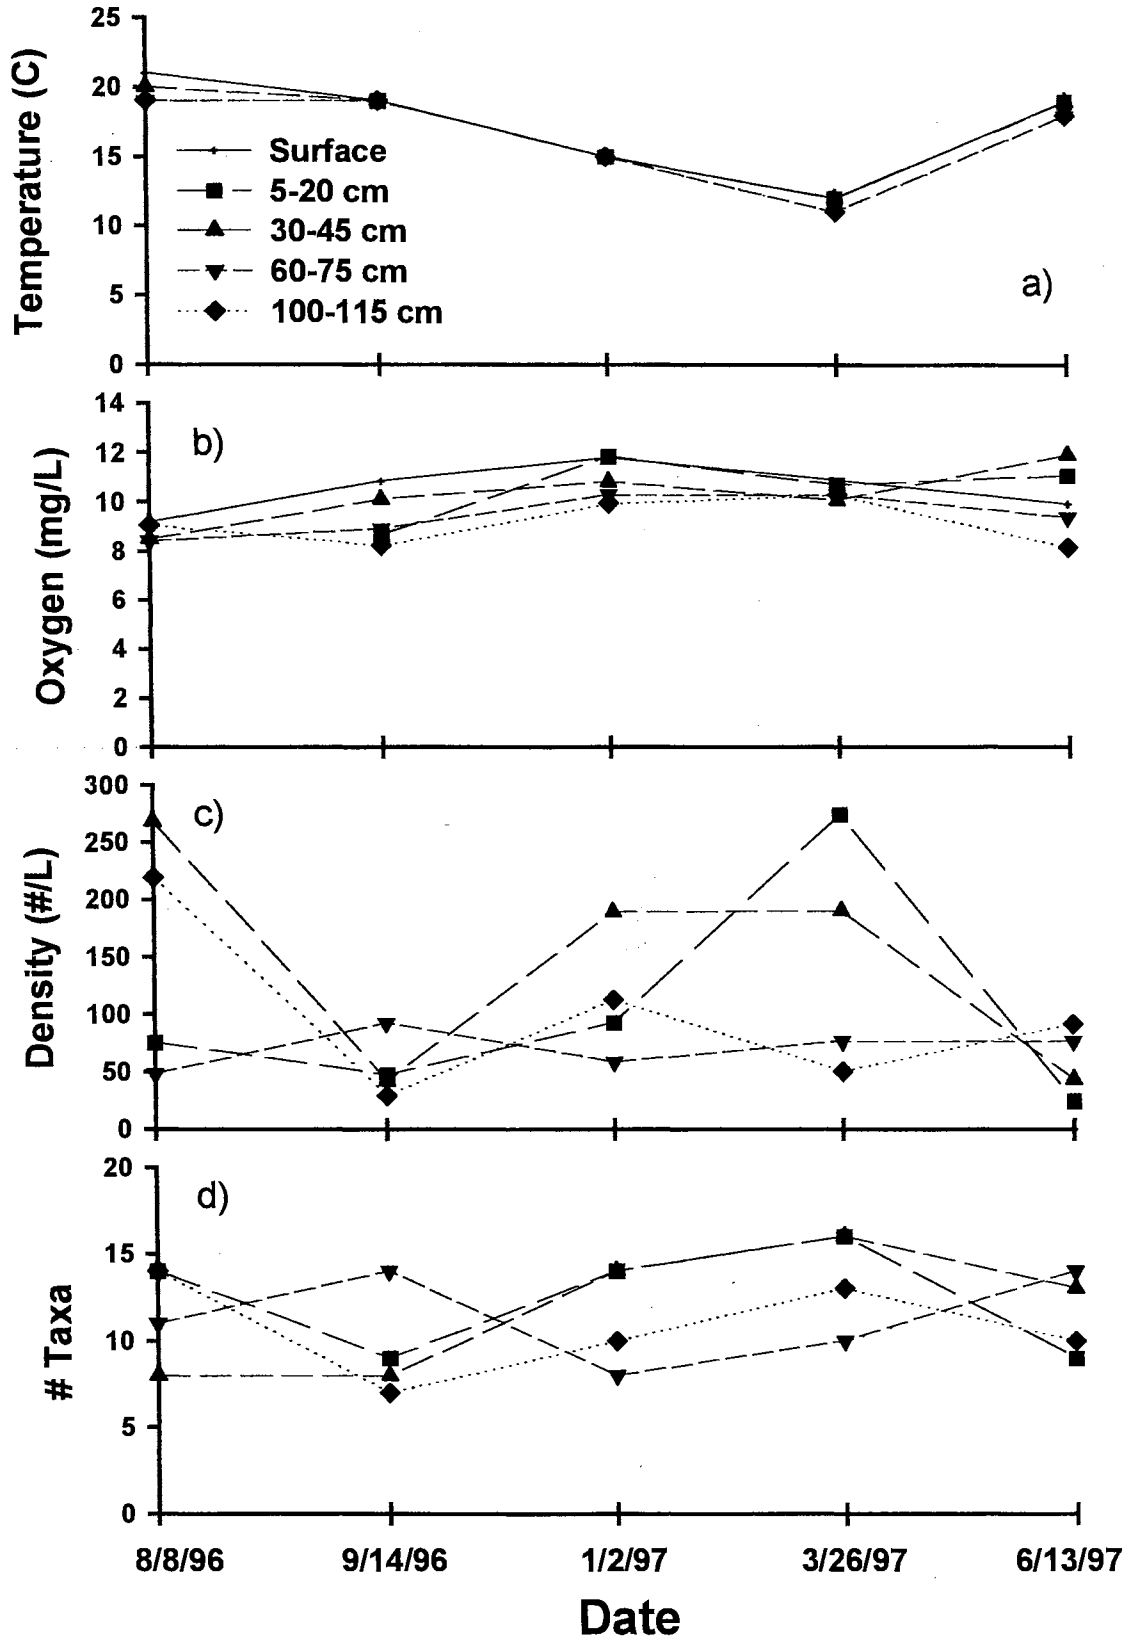 Temperature (C)
25
20
15
10
5
0
Surface
5-20 cm
30-45 cm
60-75 cm
100-115 cm
a)
Oxygen (mg/L)
14
12
10
8
6
4
2
0
b)
Density (#/L)
300
250
200
150
100
50
0
c)
# Taxa
20
15
10
5
0
d)
8/8/96 9/14/96 1/2/97 3/26/97 6/13/97
Date